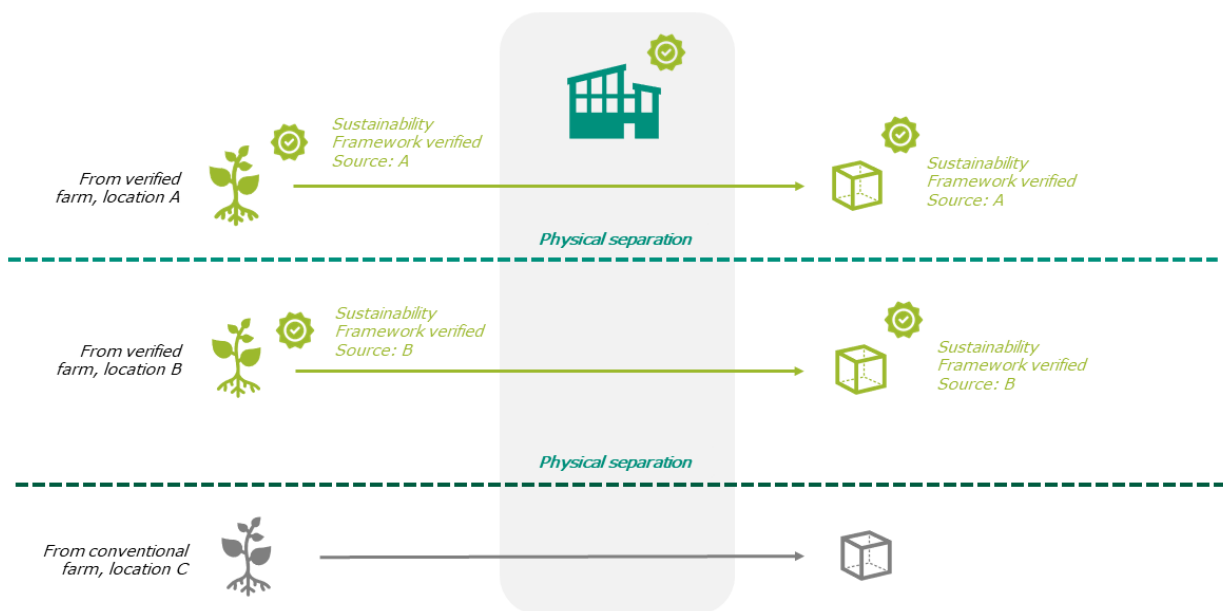 Sustainability
Framework verified
Source: A
From verified
farm, location A
Sustainability
Framework verified
Source: A
Physical separation
Sustainability
Framework verified
Source: B
From verified
farm, location B
Sustainability
Framework verified
Source: B
Physical separation
From conventional
farm, location C